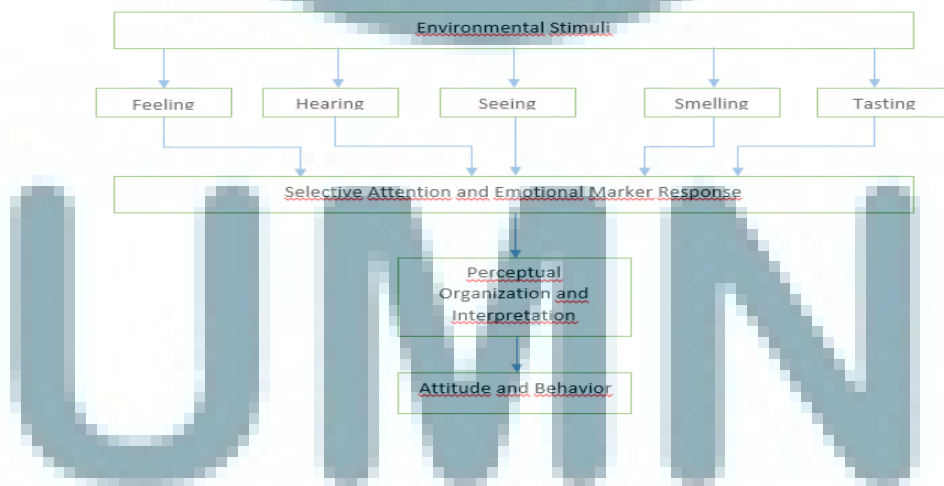 Environmental Stimuli
Feeling
Hearing
Seeing
Smelling
Tasting
Selective Attention and Emotional Marker Response
Perceptual
Organization and
Interpretation
Attitude and Behavior
UMN